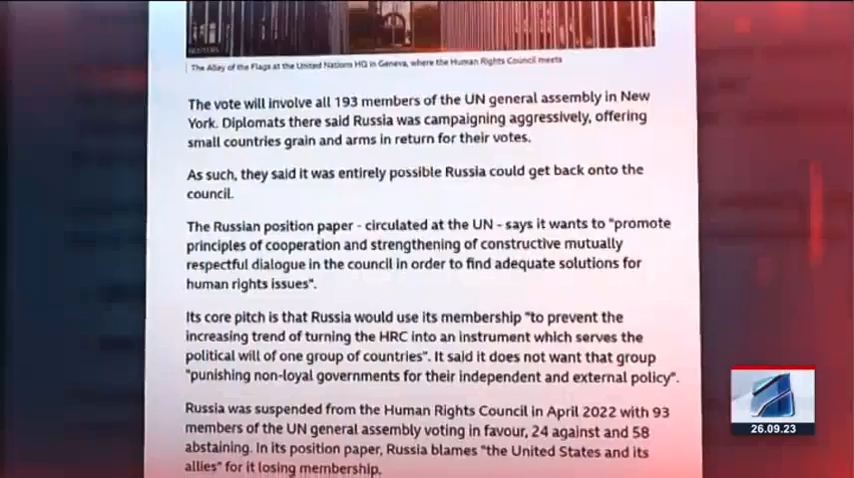 REUTERS
The Alley of the Flags at the United Nations HQ in Geneva, where the Human Rights Council meets
The vote will involve all 193 members of the UN general assembly in New
York. Diplomats there said Russia was campaigning aggressively, offering
small countries grain and arms in return for their votes.
As such, they said it was entirely possible Russia could get back onto the
council.
The Russian position paper - circulated at the UN - says it wants to "promote
principles of cooperation and strengthening of constructive mutually
respectful dialogue in the council in order to find adequate solutions for
human rights issues".
Its core pitch is that Russia would use its membership "to prevent the
increasing trend of turning the HRC into an instrument which serves the
political will of one group of countries". It said it does not want that group
"punishing non-loyal governments for their independent and external policy".
Russia was suspended from the Human Rights Council in April 2022 with 93
members of the UN general assembly voting in favour, 24 against and 58
abstaining. In its position paper, Russia blames "the United States and its
allies" for it losing membership.
26.09.23